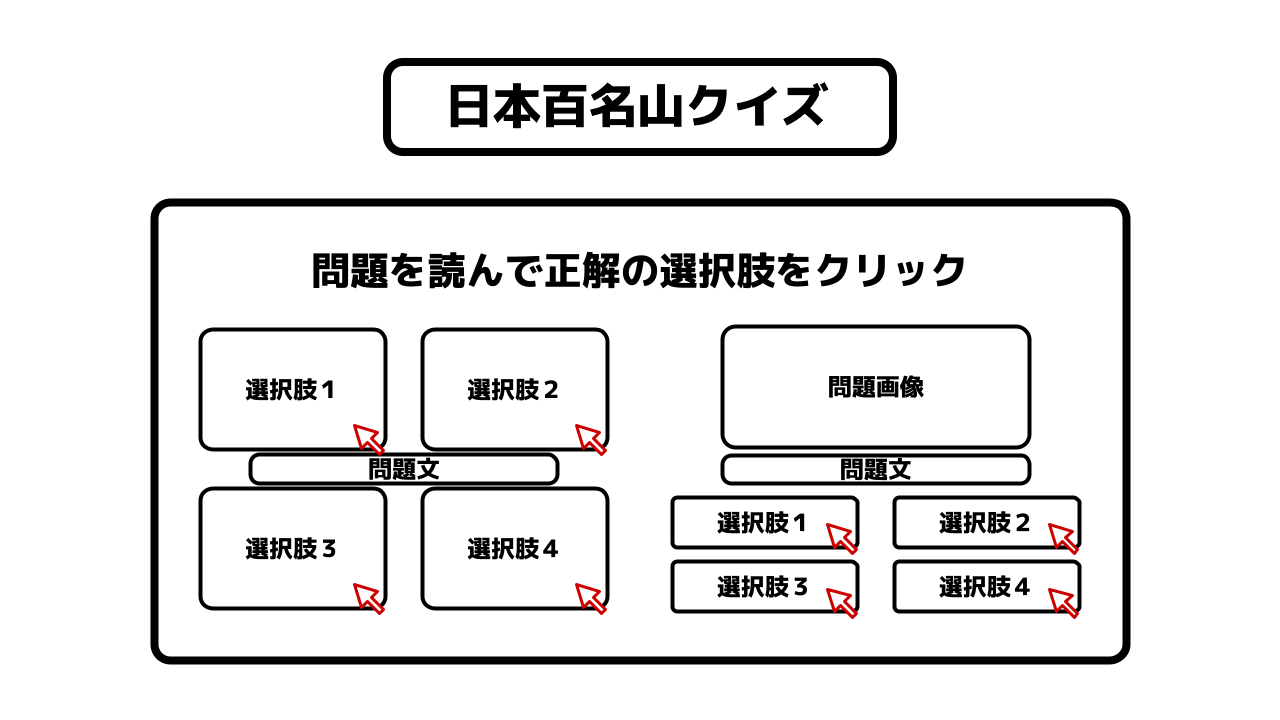 日本百名山クイズ
問題を読んで正解の選択肢をクリック
選択肢１
選択肢２
問題文
選択肢３
選択肢４
問題画像
問題文
選択肢１
選択肢２
選択肢３
選択肢４